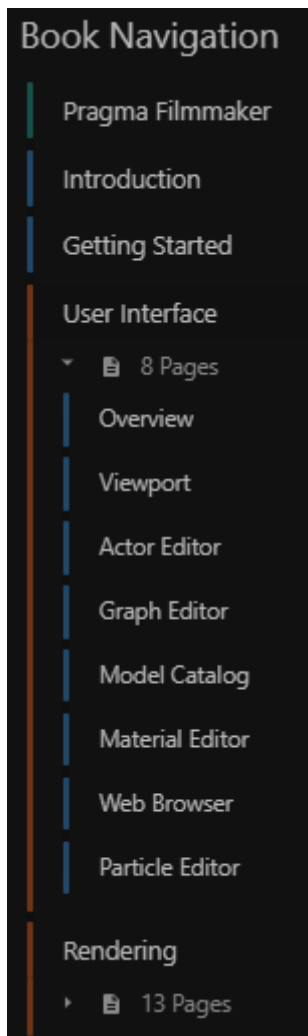 Book Navigation
Pragma Filmmaker
Introduction
Getting Started
User Interface
8 Pages
Overview
Viewport
Actor Editor
Graph Editor
Model Catalog
Material Editor
Web Browser
Particle Editor
Rendering
13 Pages